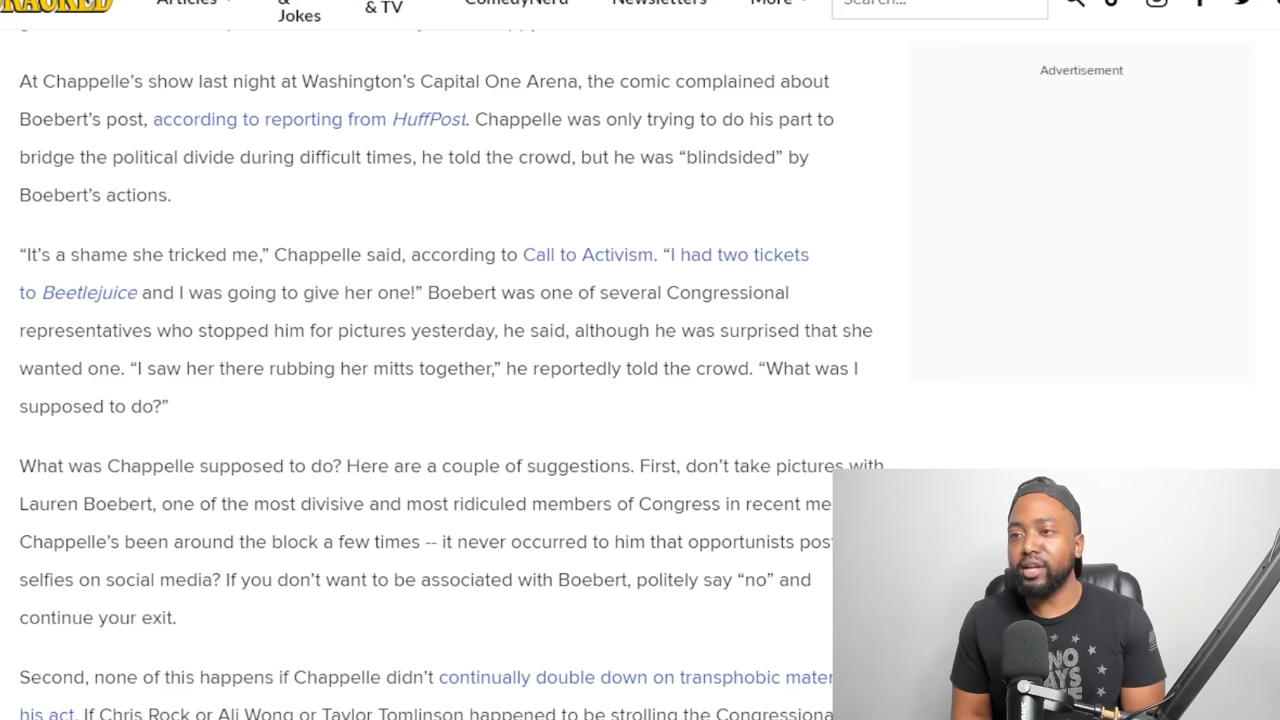 CRACKED
Articles
&
Jokes
& TV
ComedyNerd
Newsletters
More
Search...
Advertisement
At Chappelle’s show last night at Washington’s Capital One Arena, the comic complained about
Boebert’s post, according to reporting from HuffPost. Chappelle was only trying to do his part to
bridge the political divide during difficult times, he told the crowd, but he was “blindsided” by
Boebert’s actions.
“It’s a shame she tricked me,” Chappelle said, according to Call to Activism. “I had two tickets
to Beetlejuice and I was going to give her one!” Boebert was one of several Congressional
representatives who stopped him for pictures yesterday, he said, although he was surprised that she
wanted one. “I saw her there rubbing her mitts together,” he reportedly told the crowd. “What was I
supposed to do?”
What was Chappelle supposed to do? Here are a couple of suggestions. First, don’t take pictures with
Lauren Boebert, one of the most divisive and most ridiculed members of Congress in recent me
Chappelle’s been around the block a few times -- it never occurred to him that opportunists pos
selfies on social media? If you don’t want to be associated with Boebert, politely say “no” and
continue your exit.
Second, none of this happens if Chappelle didn’t continually double down on transphobic mater
his act. If Chris Rock or Ali Wong or Taylor Tomlinson happened to be strolling the Congressiona
NO